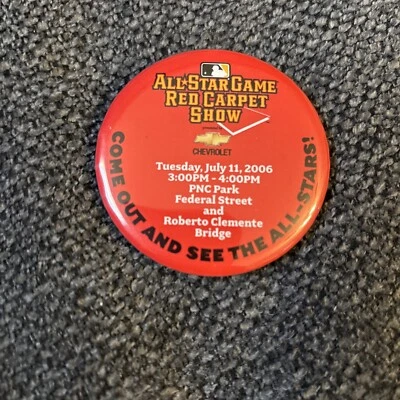 ALL★STAR GAME
RED CARPET
SHOW
CHEVROLET
Tuesday, July 11, 2006
3:00PM - 4:00PM
PNC Park
Federal Street
and
Roberto Clemente
Bridge
COME OUT AND SEE THE ALL-STARS!